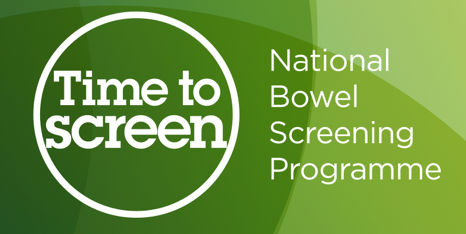 Time to
screen
National
Bowel
Screening
Programme